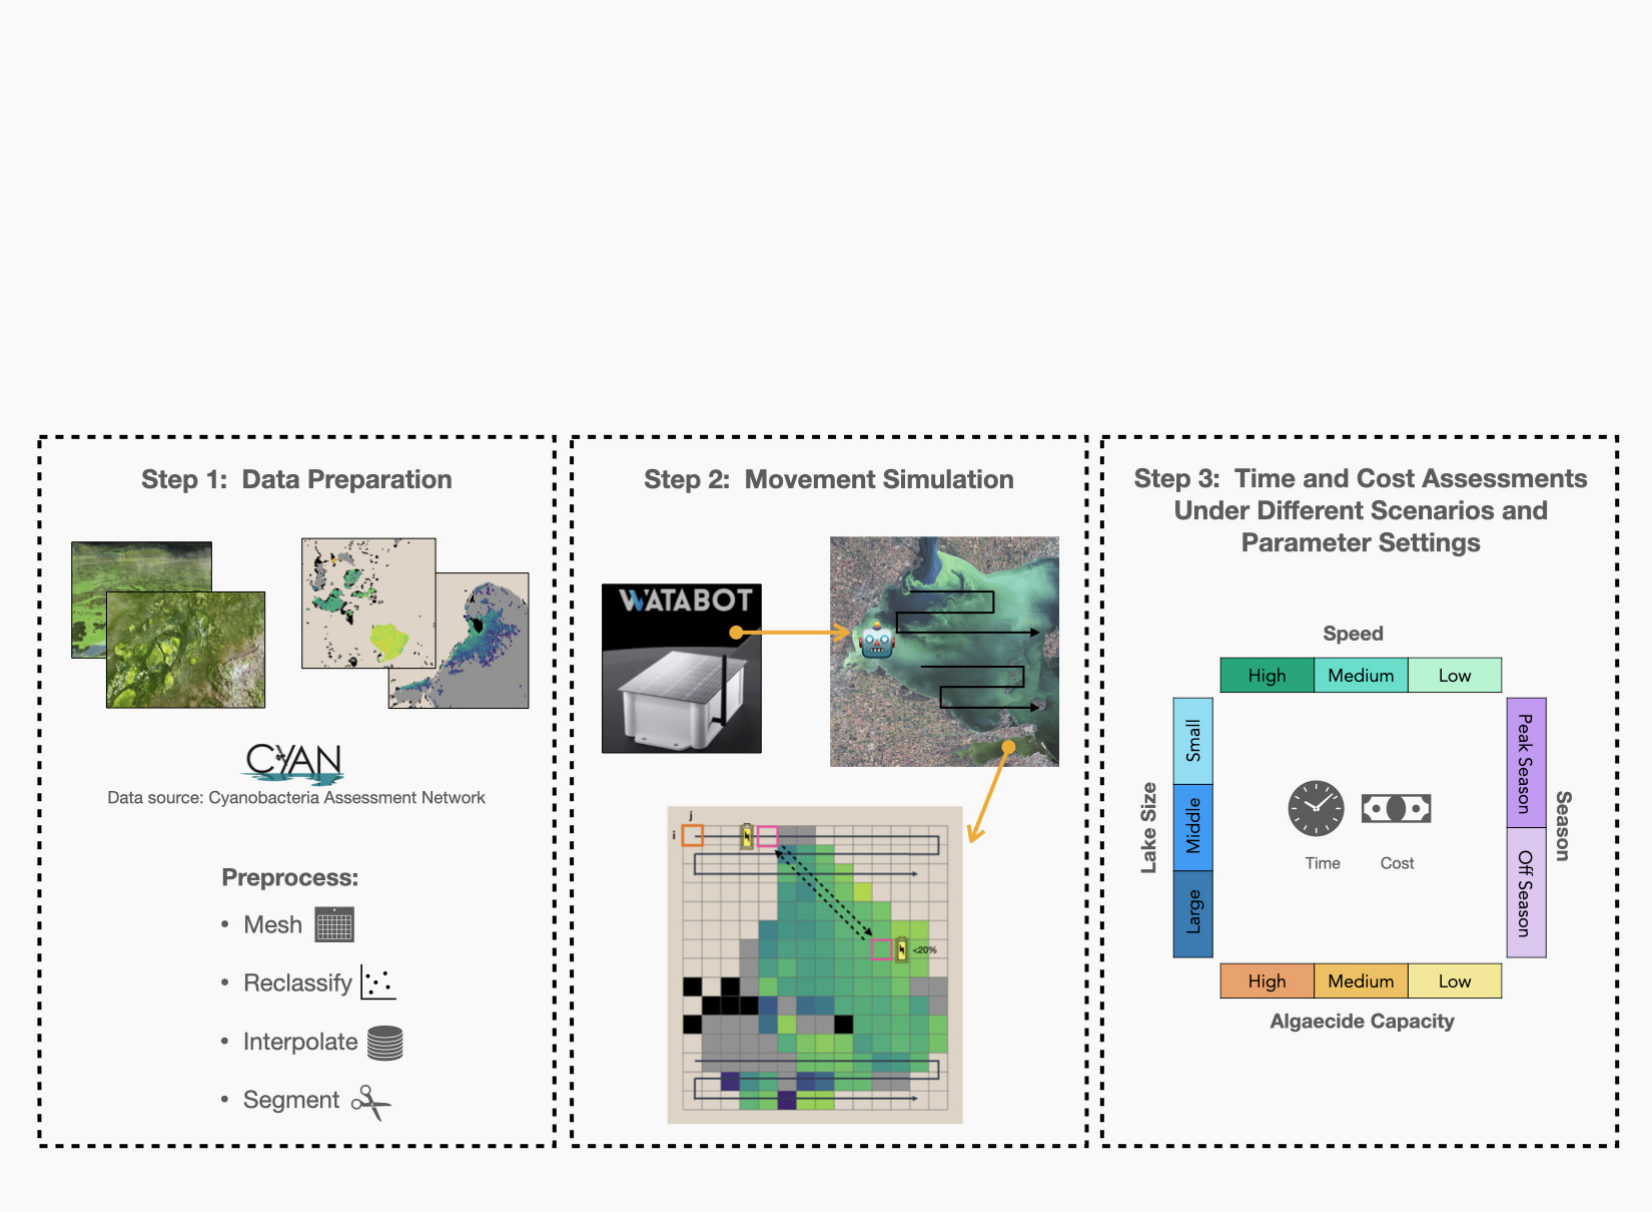 Step 1:  Data Preparation
CYAN
Data source: Cyanobacteria Assessment Network
Preprocess:
• Mesh
• Reclassify
• Interpolate
• Segment
Step 2:  Movement Simulation
WATABOT
j
i
<20%
Step 3:  Time and Cost Assessments
Under Different Scenarios and
Parameter Settings
Speed
High Medium Low
Lake Size
Small
Middle
Large
Time Cost
Peak Season
Off Season
Season
High Medium Low
Algaecide Capacity